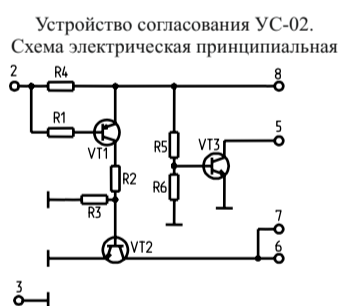 Устройство согласования УС-02.
Схема электрическая принципиальная
2 R4 8
R1 VT1 5
R5 VT3
R2 R6
R3 7
VT2 6
3